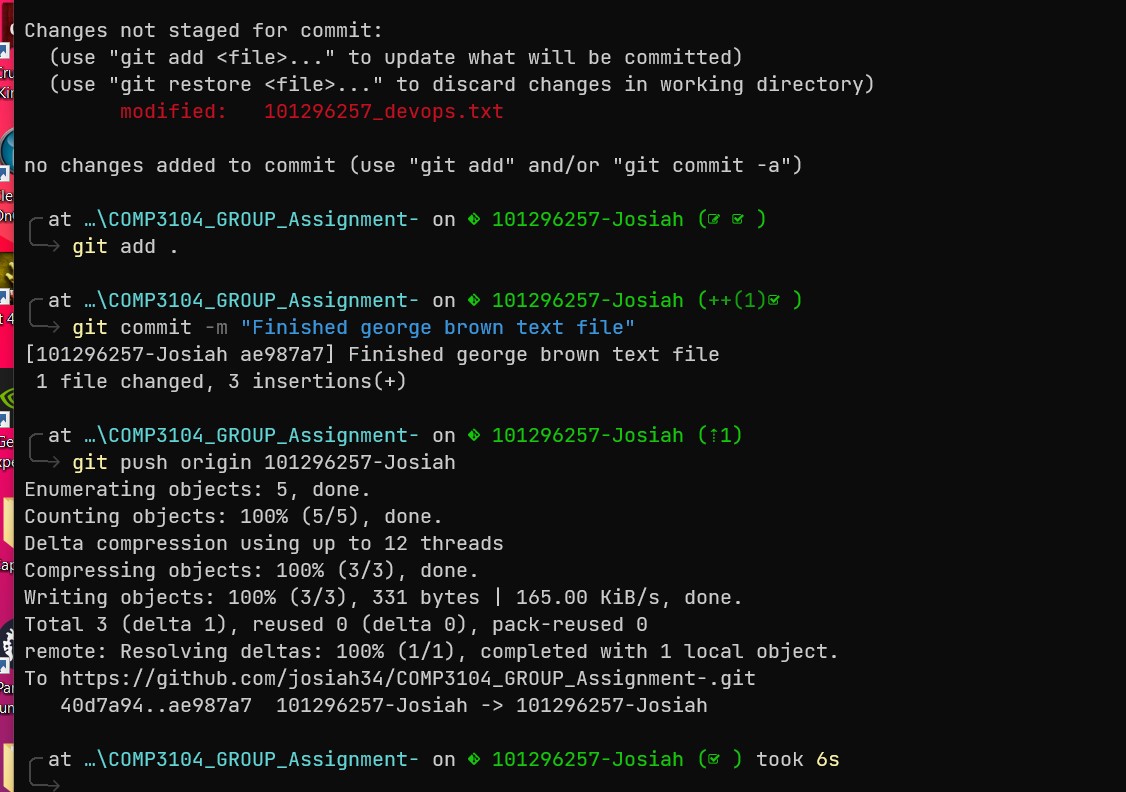 Changes not staged for commit:
(use "git add <file>..." to update what will be committed)
(use "git restore <file>..." to discard changes in working directory)
modified:   101296257_devops.txt
no changes added to commit (use "git add" and/or "git commit -a")
at …\COMP3104_GROUP_Assignment- on 101296257-Josiah ( )
git add .
at …\COMP3104_GROUP_Assignment- on 101296257-Josiah (++(1) )
git commit -m "Finished george brown text file"
[101296257-Josiah ae987a7] Finished george brown text file
1 file changed, 3 insertions(+)
at …\COMP3104_GROUP_Assignment- on 101296257-Josiah (↑1)
git push origin 101296257-Josiah
Enumerating objects: 5, done.
Counting objects: 100% (5/5), done.
Delta compression using up to 12 threads
Compressing objects: 100% (3/3), done.
Writing objects: 100% (3/3), 331 bytes | 165.00 KiB/s, done.
Total 3 (delta 1), reused 0 (delta 0), pack-reused 0
remote: Resolving deltas: 100% (1/1), completed with 1 local object.
To https://github.com/josiah34/COMP3104_GROUP_Assignment-.git
40d7a94..ae987a7  101296257-Josiah -> 101296257-Josiah
at …\COMP3104_GROUP_Assignment- on 101296257-Josiah ( ) took 6s